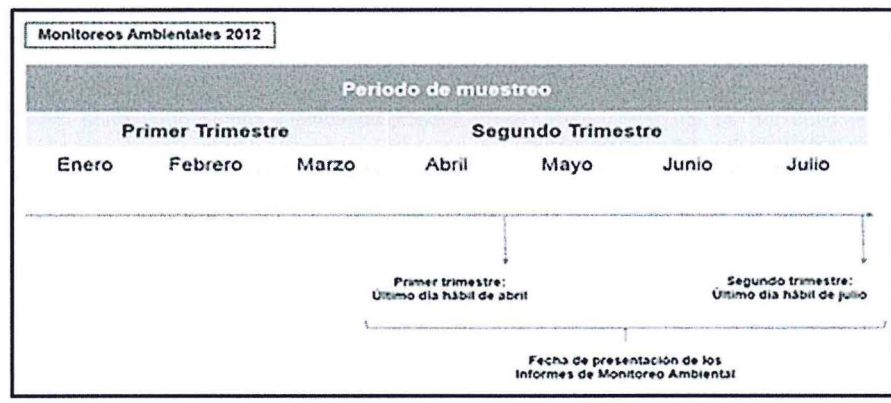 Monitoreos Ambientales 2012
Periodo de muestreo
Primer Trimestre Segundo Trimestre
Enero Febrero Marzo Abril Mayo Junio Julio
Primer trimestre: Segundo trimestre:
Último día hábil de abril Último día hábil de julio
Fecha de presentación de los
Informes de Monitoreo Ambiental